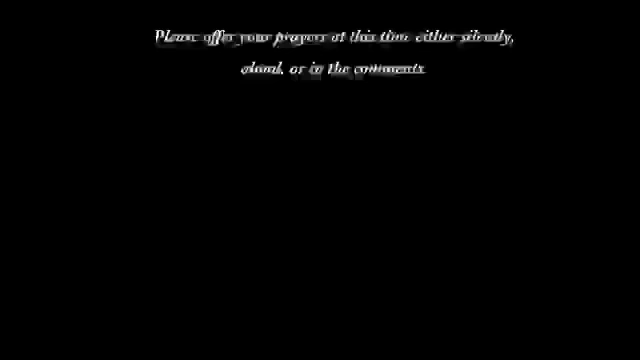 Please offer your prayers at this time either silently,
aloud, or in the comments